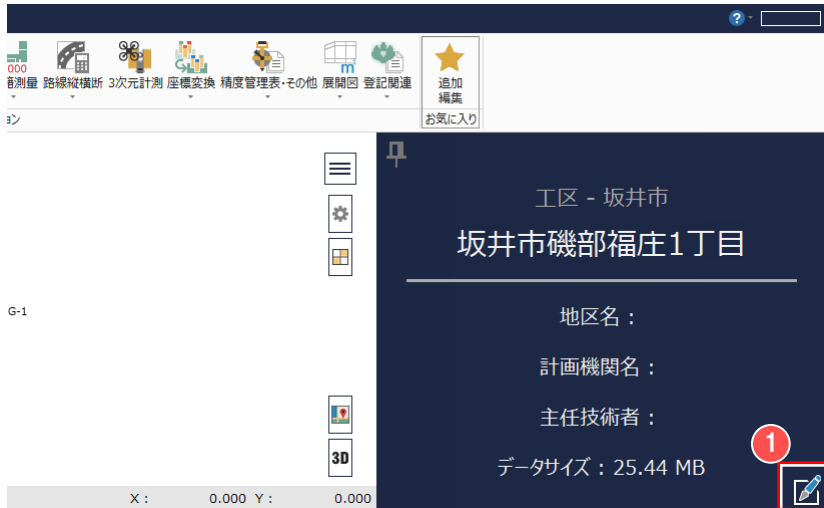 ?
000
路線縦横断 3次元計測 座標変換 精度管理表・その他 展開図 登記関連
m
追加
編集
お気に入り
工区 - 坂井市
坂井市磯部福庄1丁目
地区名：
計画機関名：
主任技術者：
データサイズ：25.44 MB
1
G-1
3D
X： 0.000 Y： 0.000